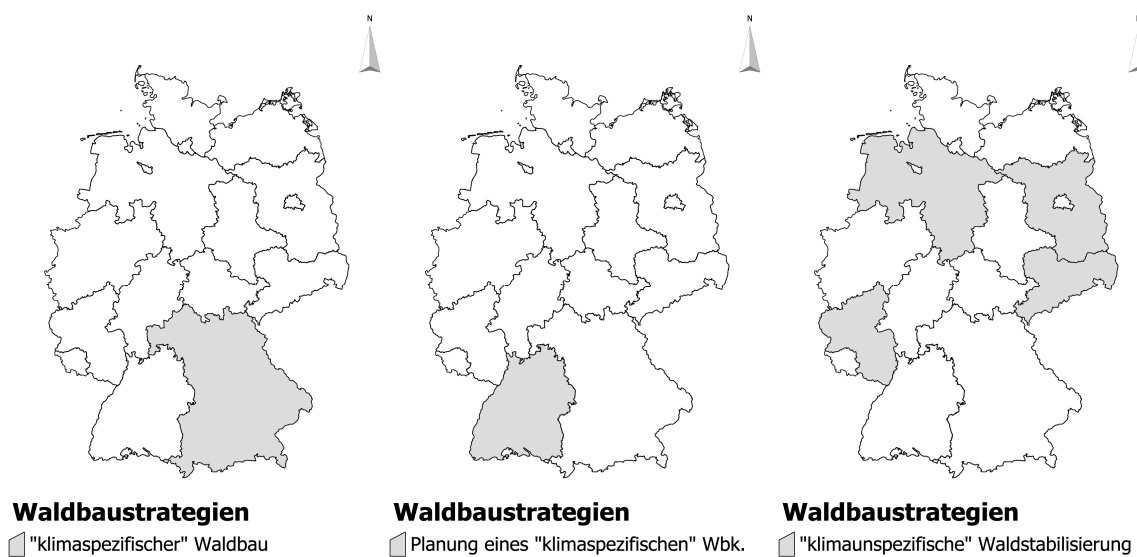 N
N
N
Waldbaustrategien
"klimaspezifischer" Waldbau
Waldbaustrategien
Planung eines "klimaspezifischen" Wbk.
Waldbaustrategien
"klimaunspezifische" Waldstabilisierung